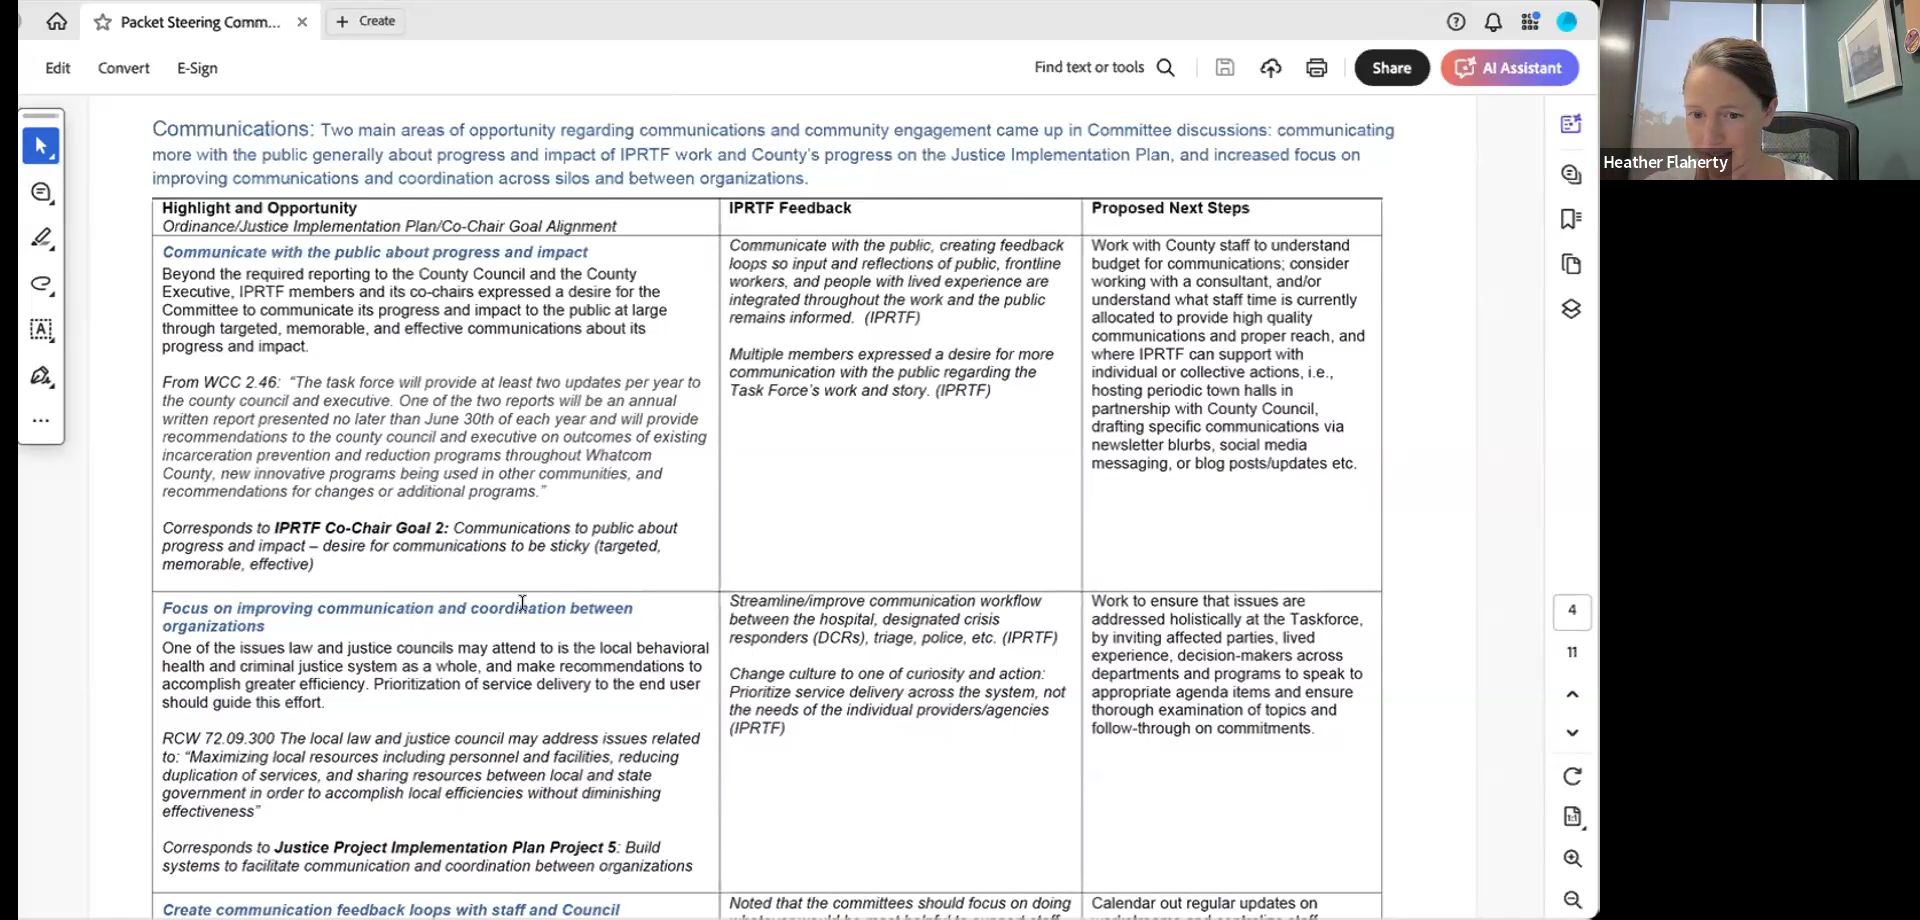 Packet Steering Comm...
Create
Edit
Convert
E-Sign
Find text or tools
Share
AI Assistant
Heather Flaherty
Communications: Two main areas of opportunity regarding communications and community engagement came up in Committee discussions: communicating
more with the public generally about progress and impact of IPRTF work and County's progress on the Justice Implementation Plan, and increased focus on
improving communications and coordination across silos and between organizations.
Highlight and Opportunity
Ordinance/Justice Implementation Plan/Co-Chair Goal Alignment
IPRTF Feedback
Proposed Next Steps
Communicate with the public about progress and impact
Beyond the required reporting to the County Council and the County
Executive, IPRTF members and its co-chairs expressed a desire for the
Committee to communicate its progress and impact to the public at large
through targeted, memorable, and effective communications about its
progress and impact.
From WCC 2.46: “The task force will provide at least two updates per year to
the county council and executive. One of the two reports will be an annual
written report presented no later than June 30th of each year and will provide
recommendations to the county council and executive on outcomes of existing
incarceration prevention and reduction programs throughout Whatcom
County, new innovative programs being used in other communities, and
recommendations for changes or additional programs.”
Corresponds to IPRTF Co-Chair Goal 2: Communications to public about
progress and impact – desire for communications to be sticky (targeted,
memorable, effective)
Communicate with the public, creating feedback
loops so input and reflections of public, frontline
workers, and people with lived experience are
integrated throughout the work and the public
remains informed. (IPRTF)
Multiple members expressed a desire for more
communication with the public regarding the
Task Force's work and story. (IPRTF)
Work with County staff to understand
budget for communications; consider
working with a consultant, and/or
understand what staff time is currently
allocated to provide high quality
communications and proper reach, and
where IPRTF can support with
individual or collective actions, i.e.,
hosting periodic town halls in
partnership with County Council,
drafting specific communications via
newsletter blurbs, social media
messaging, or blog posts/updates etc.
Focus on improving communication and coordination between
organizations
One of the issues law and justice councils may attend to is the local behavioral
health and criminal justice system as a whole, and make recommendations to
accomplish greater efficiency. Prioritization of service delivery to the end user
should guide this effort.
RCW 72.09.300 The local law and justice council may address issues related
to: “Maximizing local resources including personnel and facilities, reducing
duplication of services, and sharing resources between local and state
government in order to accomplish local efficiencies without diminishing
effectiveness”
Corresponds to Justice Project Implementation Plan Project 5: Build
systems to facilitate communication and coordination between organizations
Streamline/improve communication workflow
between the hospital, designated crisis
responders (DCRs), triage, police, etc. (IPRTF)
Change culture to one of curiosity and action:
Prioritize service delivery across the system, not
the needs of the individual providers/agencies
(IPRTF)
Work to ensure that issues are
addressed holistically at the Taskforce,
by inviting affected parties, lived
experience, decision-makers across
departments and programs to speak to
appropriate agenda items and ensure
thorough examination of topics and
follow-through on commitments.
Create communication feedback loops with staff and Council
Noted that the committees should focus on doing
Calendar out regular updates on
4
11
1:1